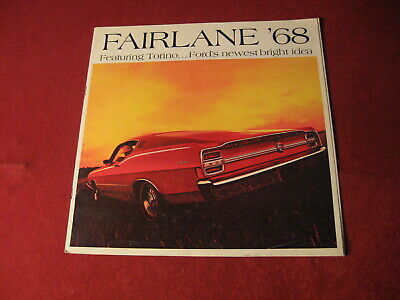 FAIRLANE '68
Featuring Torino...Ford's newest bright idea